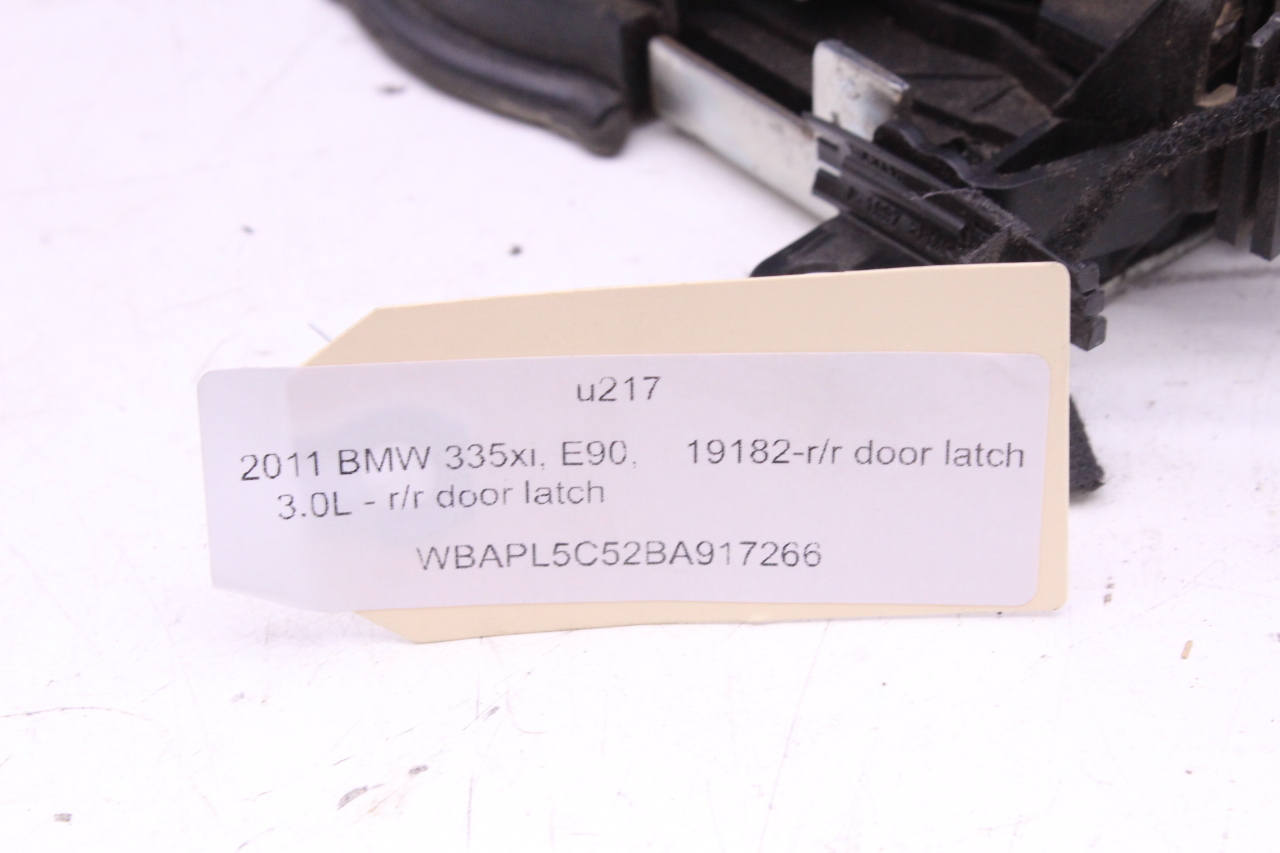 u217
2011 BMW 335xi, E90, 19182-r/r door latch
3.0L - r/r door latch
WBAPL5C52BA917266